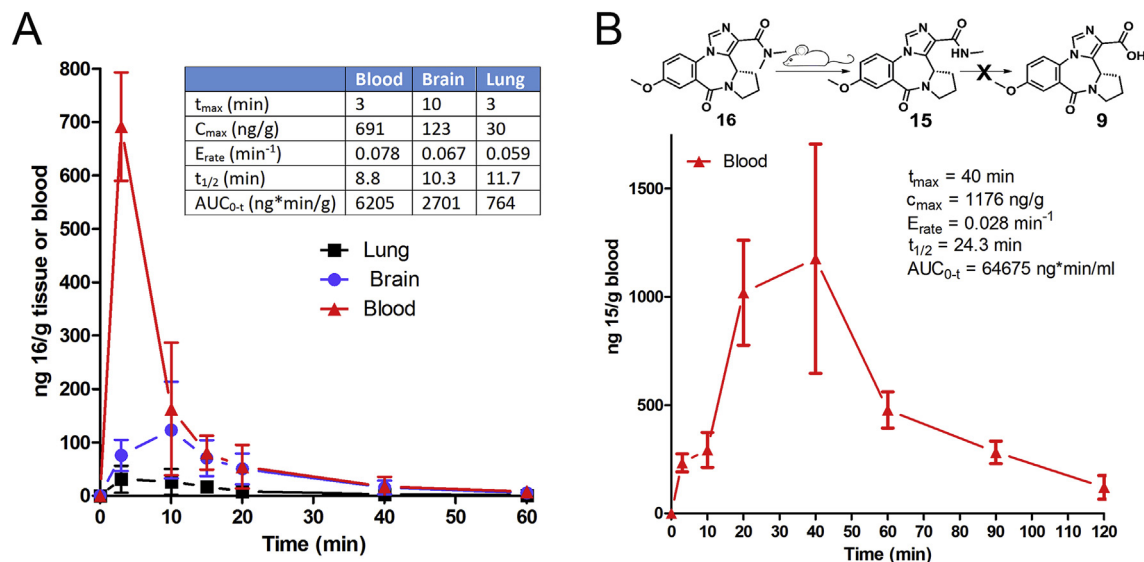 A
ng 16/g tissue or blood
800
700
600
500
400
300
200
100
0
Blood Brain Lung
tmax (min) 3 10 3
Cmax (ng/g) 691 123 30
Erate (min-1) 0.078 0.067 0.059
t1/2 (min) 8.8 10.3 11.7
AUC0-t (ng*min/g) 6205 2701 764
Lung
Brain
Blood
0 10 20 30 40 50 60
Time (min)
B
N
N
O
N
O
O
N
16
N
N
O
HN
O
O
N
15
X
N
N
O
OH
O
O
N
9
ng 15/g blood
1500
1000
500
0
Blood
tmax = 40 min
cmax = 1176 ng/g
Erate = 0.028 min-1
t1/2 = 24.3 min
AUC0-t = 64675 ng*min/ml
0 10 20 30 40 50 60 70 80 90 100 110 120
Time (min)